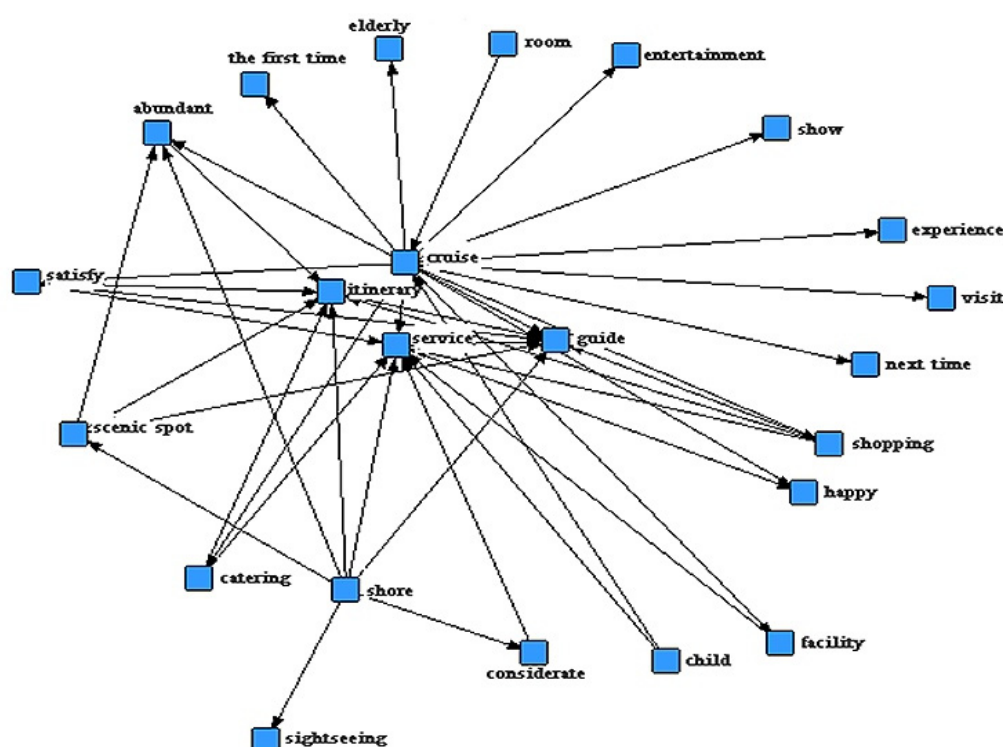 elderly
room
the first time
entertainment
abundant
show
experience
cruise
satisfy
itinerary
visit
service
guide
next time
scenic spot
shopping
happy
catering
shore
facility
child
considerate
sightseeing